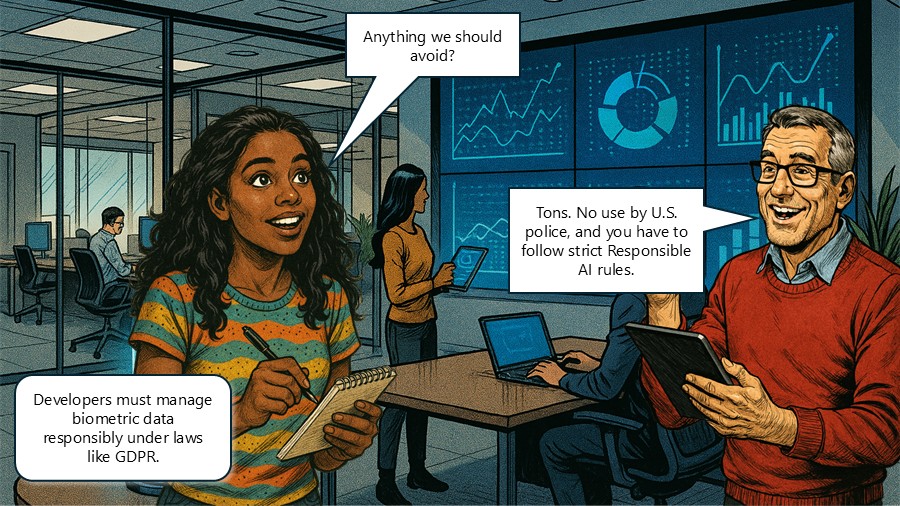 Anything we should
avoid?
Tons. No use by U.S.
police, and you have to
follow strict Responsible
AI rules.
Developers must manage
biometric data
responsibly under laws
like GDPR.